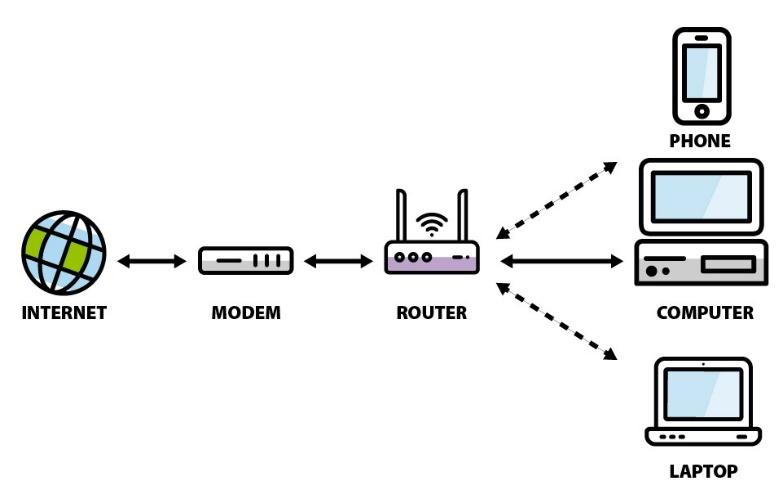 PHONE
INTERNET
MODEM
ROUTER
COMPUTER
LAPTOP